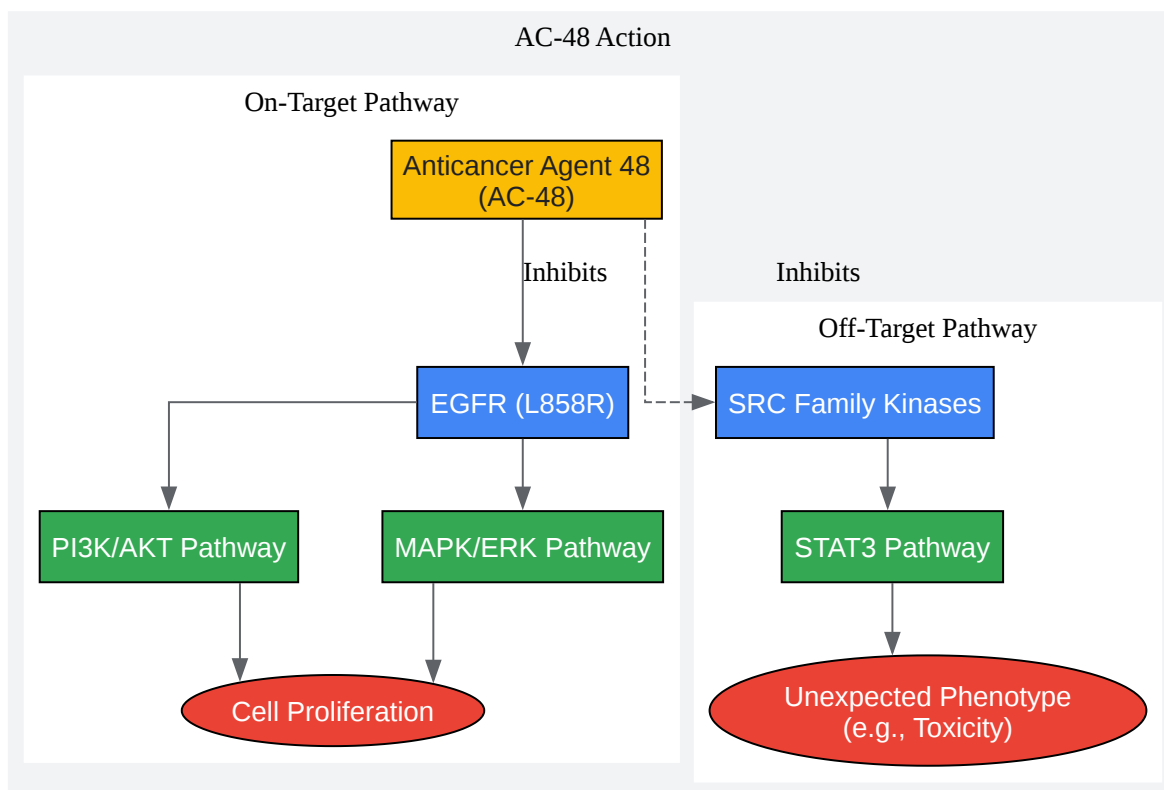 AC-48 Action
On-Target Pathway
Anticancer Agent 48
(AC-48)
Inhibits
Inhibits
Off-Target Pathway
EGFR (L858R)
SRC Family Kinases
PI3K/AKT Pathway
MAPK/ERK Pathway
STAT3 Pathway
Cell Proliferation
Unexpected Phenotype
(e.g., Toxicity)